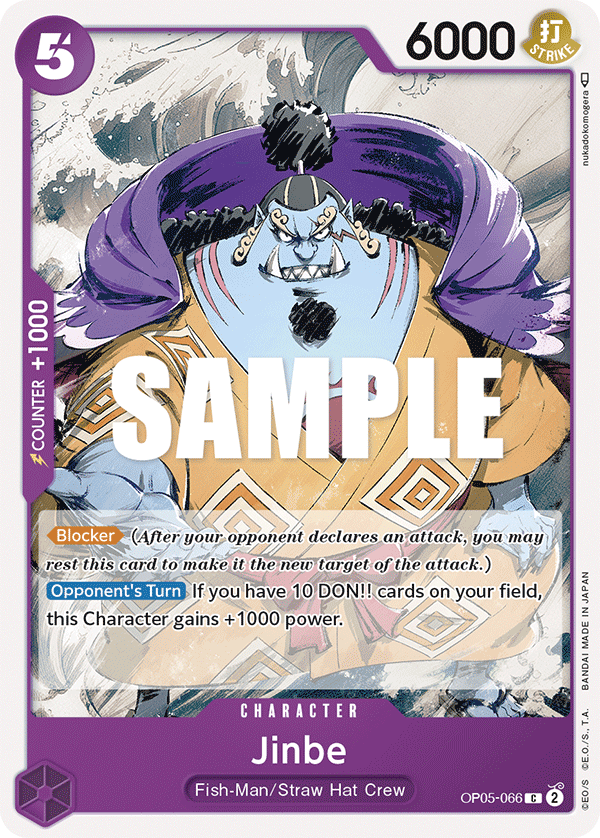 5
6000
打
STRIKE
nukadokomogera
COUNTER +1000
SAMPLE
Blocker (After your opponent declares an attack, you may
rest this card to make it the new target of the attack.)
Opponent's Turn If you have 10 DON!! cards on your field,
this Character gains +1000 power.
CHARACTER
Jinbe
Fish-Man/Straw Hat Crew
OP05-066 C 2
©EO/S ©E.O./S., T.A. BANDAI MADE IN JAPAN